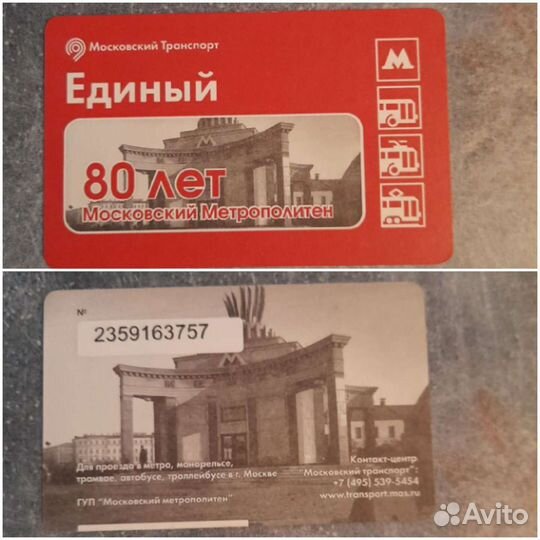 Московский Транспорт
Единый
М
80 лет
Московский Метрополитен
№
2359163757
М
Для проезда в метро, монорельсе,
трамвае, автобусе, троллейбусе в г. Москве
ГУП "Московский метрополитен"
Контакт-центр
"Московский транспорт":
+7 (495) 539-5454
www.transport.mos.ru
Avito